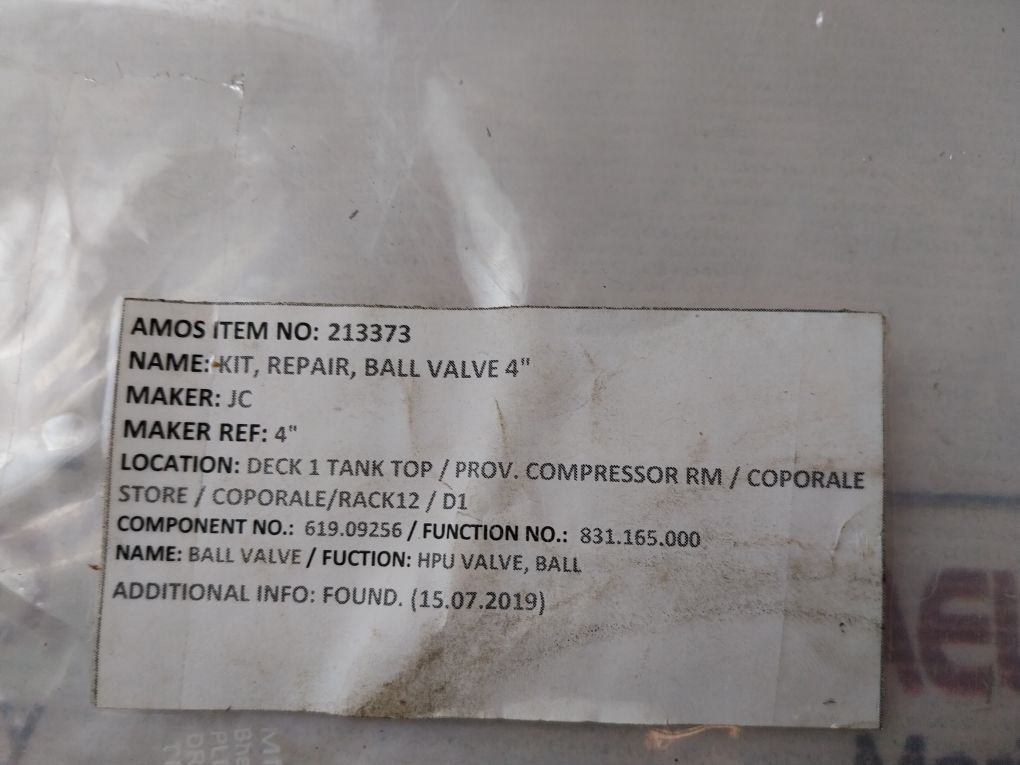 AMOS ITEM NO: 213373
NAME: KIT, REPAIR, BALL VALVE 4"
MAKER: JC
MAKER REF: 4"
LOCATION: DECK 1 TANK TOP / PROV. COMPRESSOR RM / COPORALE
STORE / COPORALE/RACK12 / D1
COMPONENT NO.: 619.09256 / FUNCTION NO.: 831.165.000
NAME: BALL VALVE / FUCTION: HPU VALVE, BALL
ADDITIONAL INFO: FOUND. (15.07.2019)